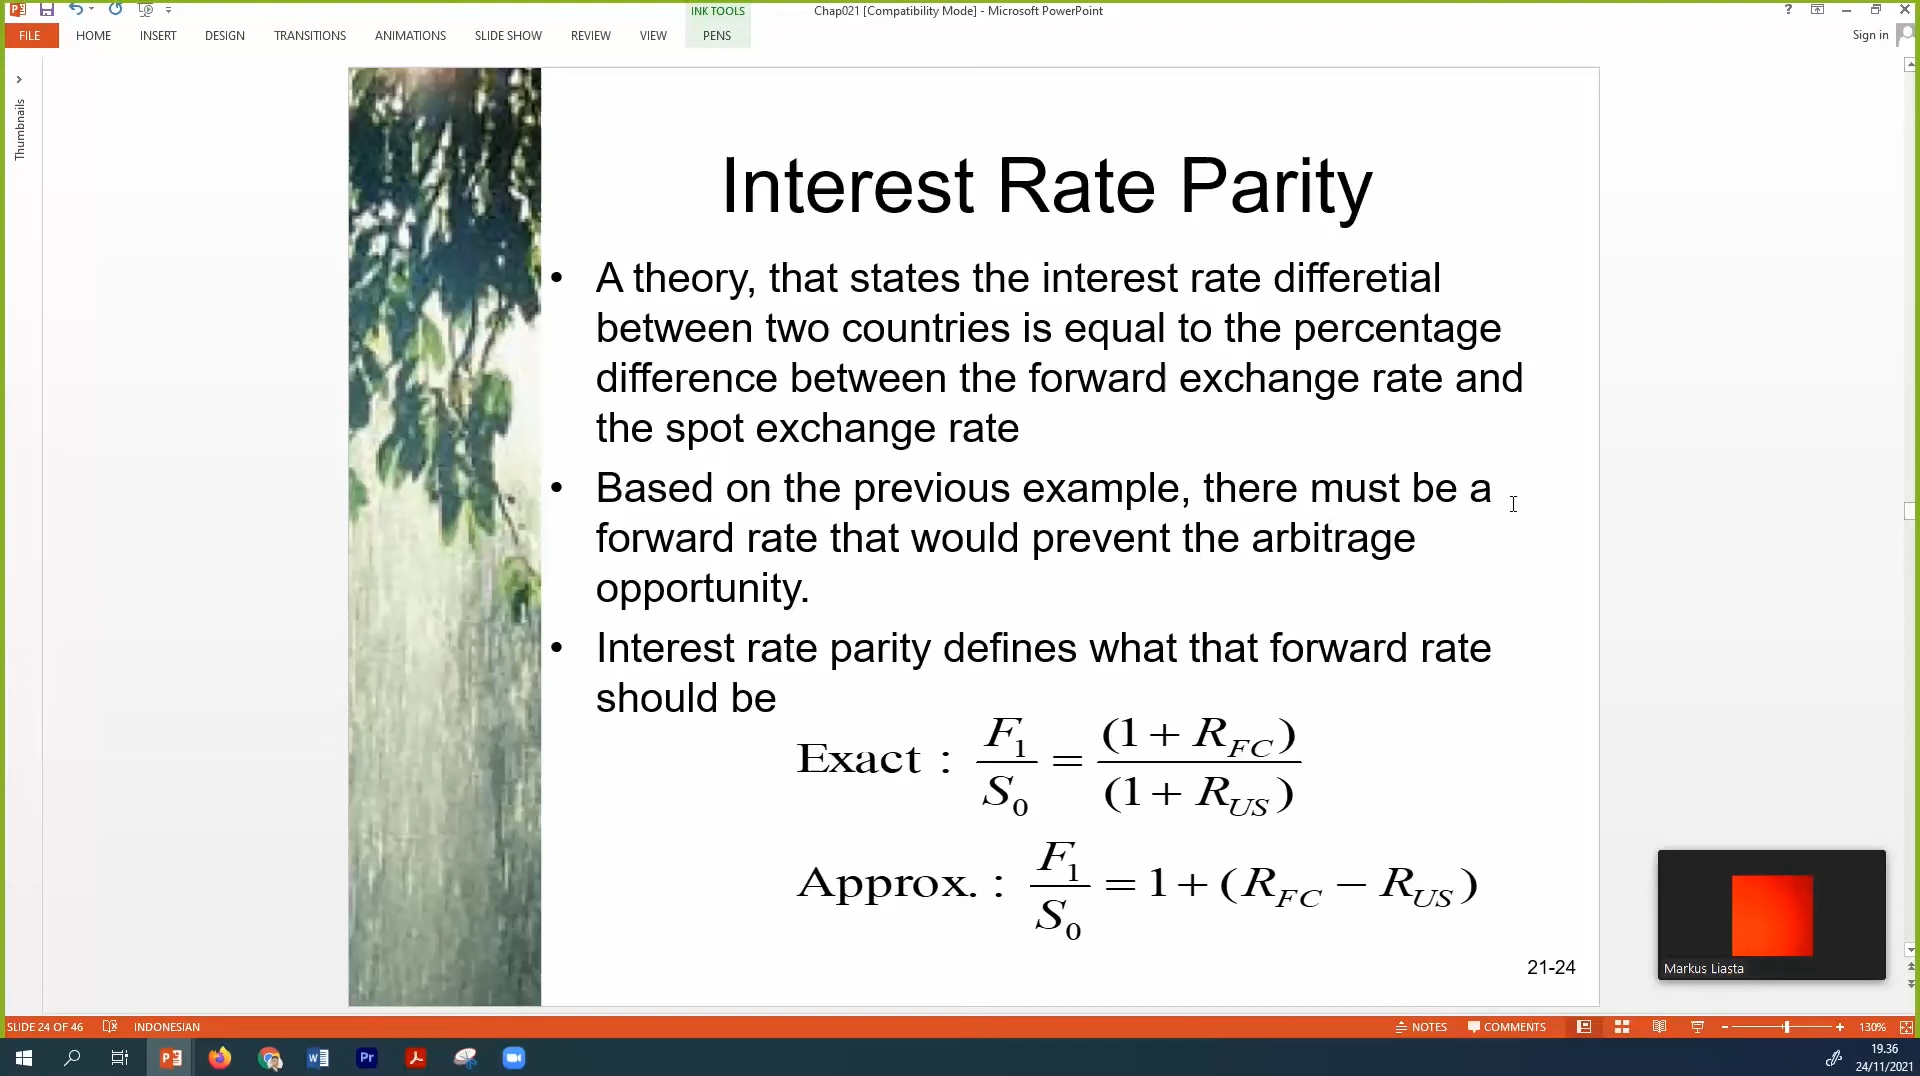 INK TOOLS
Chap021 [Compatibility Mode] - Microsoft PowerPoint
?
FILE HOME INSERT DESIGN TRANSITIONS ANIMATIONS SLIDE SHOW REVIEW VIEW PENS
Sign in
Thumbnails
Interest Rate Parity
• A theory, that states the interest rate differetial
between two countries is equal to the percentage
difference between the forward exchange rate and
the spot exchange rate
• Based on the previous example, there must be a
forward rate that would prevent the arbitrage
opportunity.
• Interest rate parity defines what that forward rate
should be
Exact : F₁/S₀ = (1 + R_FC)/(1 + R_US)
Approx. : F₁/S₀ = 1 + (R_FC − R_US)
21-24
Markus Liasta
SLIDE 24 OF 46 INDONESIAN NOTES COMMENTS 130%
Pr
19.36
24/11/2021